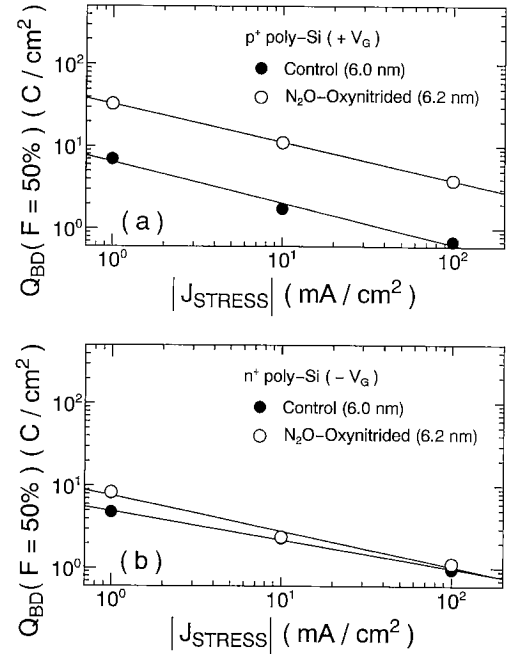 p⁺ poly–Si ( + V_G )
● Control (6.0 nm)
○ N₂O–Oxynitrided (6.2 nm)
10²
10¹
10⁰
Q_BD( F = 50% ) ( C / cm² )
( a )
10⁰ 10¹ 10²
|J_STRESS| ( mA / cm² )
n⁺ poly–Si ( – V_G )
● Control (6.0 nm)
○ N₂O–Oxynitrided (6.2 nm)
10²
10¹
10⁰
Q_BD( F = 50% ) ( C / cm² )
( b )
10⁰ 10¹ 10²
|J_STRESS| ( mA / cm² )